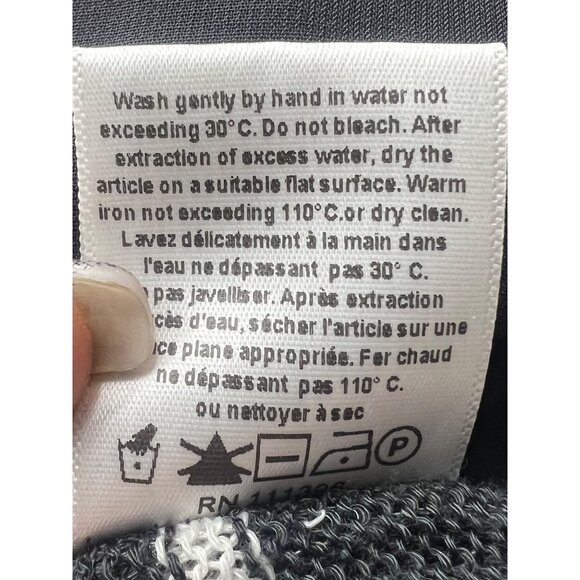 Wash gently by hand in water not
exceeding 30°C. Do not bleach. After
extraction of excess water, dry the
article on a suitable flat surface. Warm
iron not exceeding 110°C.or dry clean.
Lavez délicatement à la main dans
l'eau ne dépassant pas 30° C.
pas javelliser. Après extraction
d'eau, sécher l'article sur une
plane appropriée. Fer chaud
ne dépassant pas 110° C.
ou nettoyer à sec
P
RN